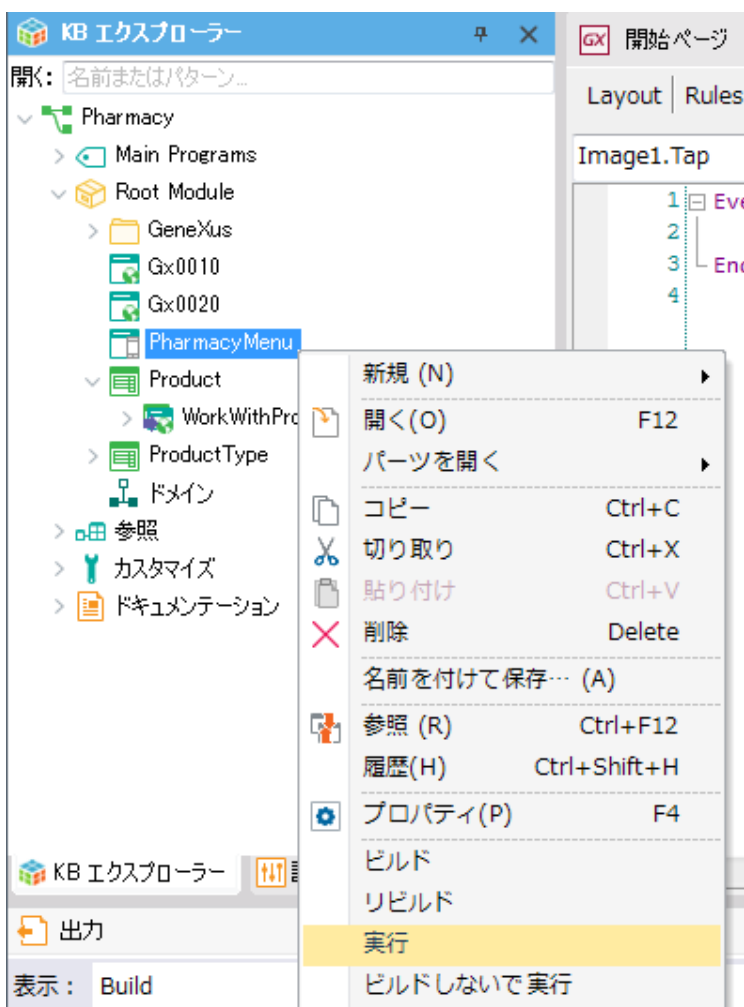 KB エクスプローラー
開く: 名前またはパターン...
Pharmacy
Main Programs
Root Module
GeneXus
Gx0010
Gx0020
PharmacyMenu
Product
WorkWithPro
ProductType
ドメイン
参照
カスタマイズ
ドキュメンテーション
KB エクスプローラー
出力
表示: Build
GX 開始ページ
Layout Rules
Image1.Tap
1 Eve
2
3 End
4
新規 (N)
開く(O) F12
パーツを開く
コピー Ctrl+C
切り取り Ctrl+X
貼り付け Ctrl+V
削除 Delete
名前を付けて保存… (A)
参照 (R) Ctrl+F12
履歴(H) Ctrl+Shift+H
プロパティ(P) F4
ビルド
リビルド
実行
ビルドしないで実行